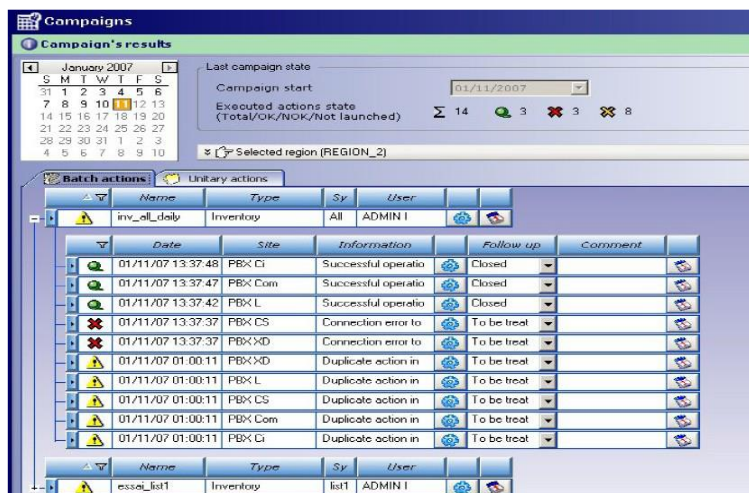 Campaigns
Campaign's results
January 2007
S M T W T F S
31 1 2 3 4 5 6
7 8 9 10 11 12 13
14 15 16 17 18 19 20
21 22 23 24 25 26 27
28 29 30 31 1 2 3
4 5 6 7 8 9 10
Last campaign state
Campaign start 01/11/2007
Executed actions state
(Total/OK/NOK/Not launched) Σ 14 3 3 8
Selected region (REGION_2)
Batch actions Unitary actions
Name Type Sy User
inv_all_daily Inventory All ADMIN I
Date Site Information Follow up Comment
01/11/07 13:37:48 PBX Ci Successful operatio Closed
01/11/07 13:37:47 PBX Com Successful operatio Closed
01/11/07 13:37:42 PBX L Successful operatio Closed
01/11/07 13:37:37 PBX CS Connection error to To be treat
01/11/07 13:37:37 PBX XD Connection error to To be treat
01/11/07 01:00:11 PBX XD Duplicate action in To be treat
01/11/07 01:00:11 PBX L Duplicate action in To be treat
01/11/07 01:00:11 PBX CS Duplicate action in To be treat
01/11/07 01:00:11 PBX Com Duplicate action in To be treat
01/11/07 01:00:11 PBX Ci Duplicate action in To be treat
Name Type Sy User
essai_list1 Inventory list1 ADMIN I